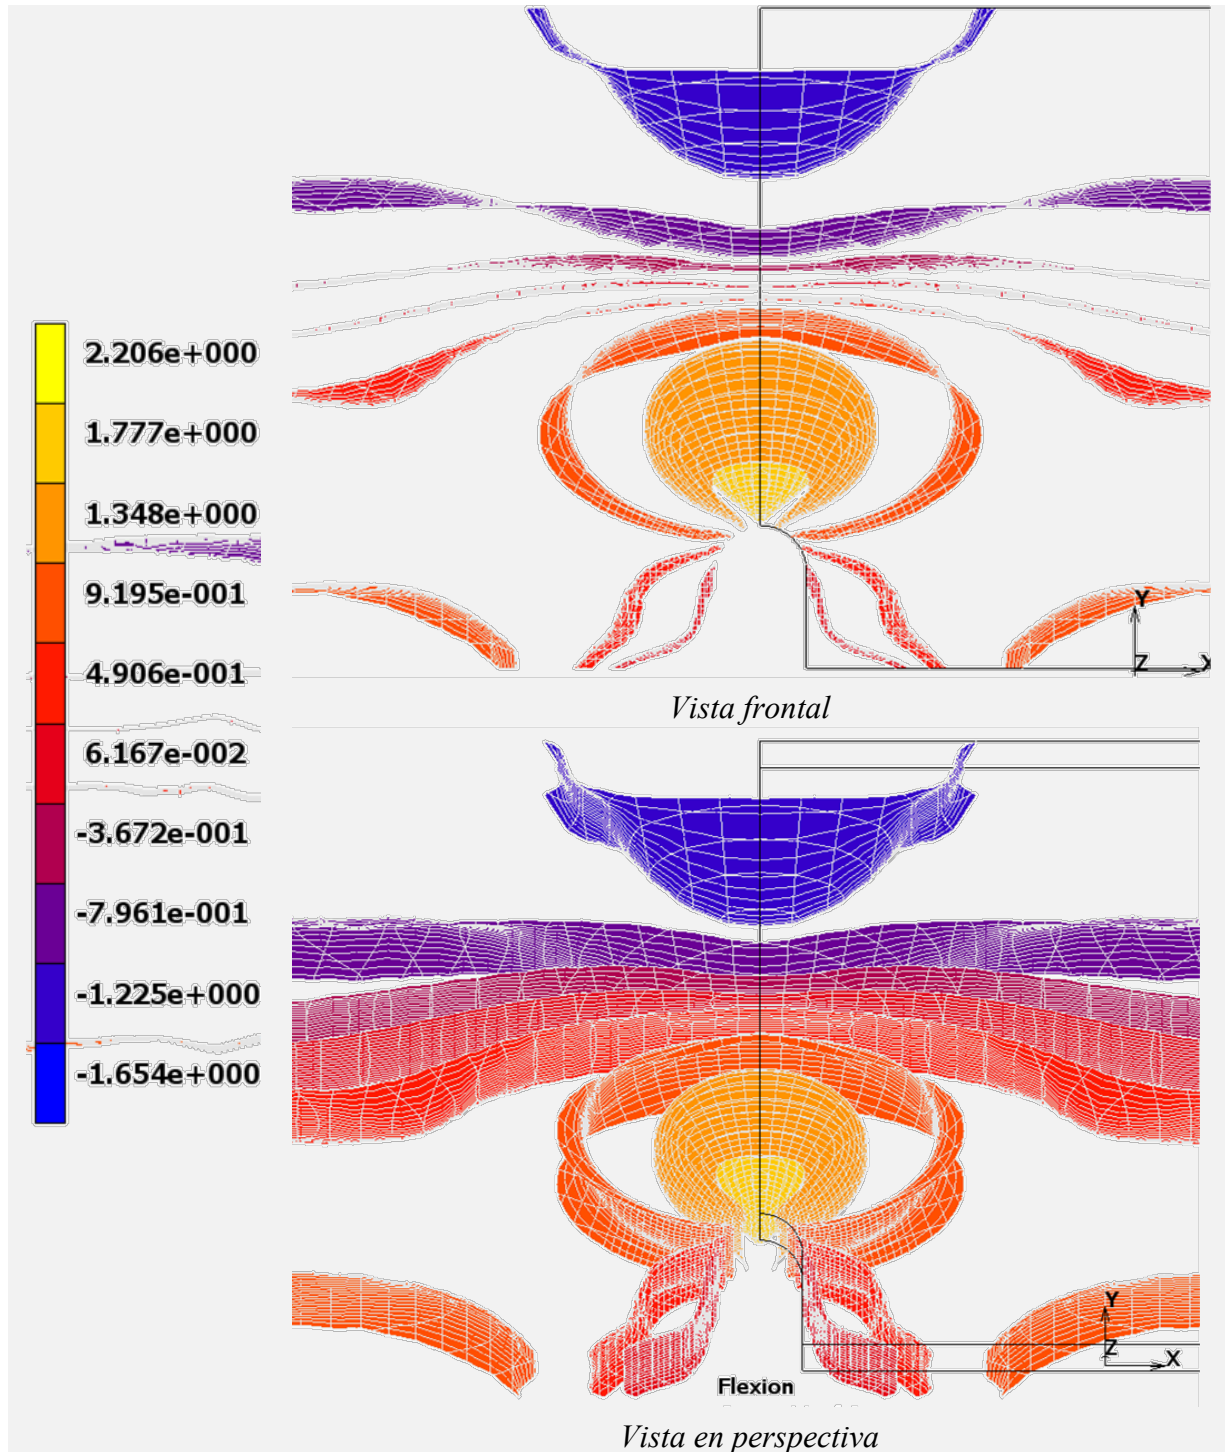 2.206e+000
1.777e+000
1.348e+000
9.195e-001
4.906e-001
6.167e-002
-3.672e-001
-7.961e-001
-1.225e+000
-1.654e+000
Y
Z X
Vista frontal
Y
Z
X
Flexion
Vista en perspectiva